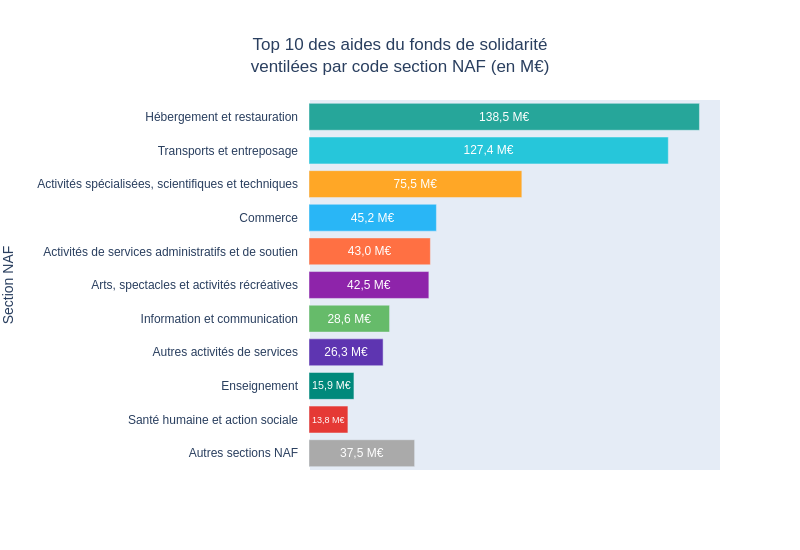 Top 10 des aides du fonds de solidarité
ventilées par code section NAF (en M€)
Section NAF
Hébergement et restauration 138,5 M€
Transports et entreposage 127,4 M€
Activités spécialisées, scientifiques et techniques 75,5 M€
Commerce 45,2 M€
Activités de services administratifs et de soutien 43,0 M€
Arts, spectacles et activités récréatives 42,5 M€
Information et communication 28,6 M€
Autres activités de services 26,3 M€
Enseignement 15,9 M€
Santé humaine et action sociale 13,8 M€
Autres sections NAF 37,5 M€